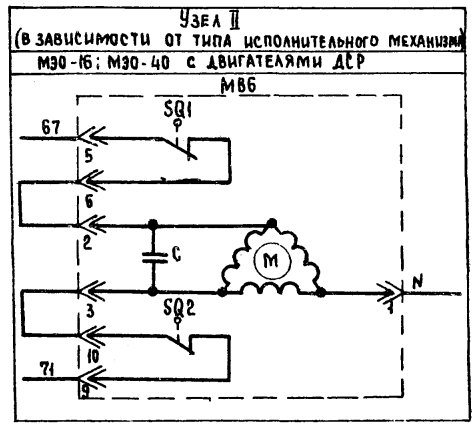 Узел II
(в зависимости от типа исполнительного механизма)
МЭО-16; МЭО-40 с двигателями ДСР
МВ6
SQ1
67
5
6
2
C
М
N
3
1
SQ2
10
71
9